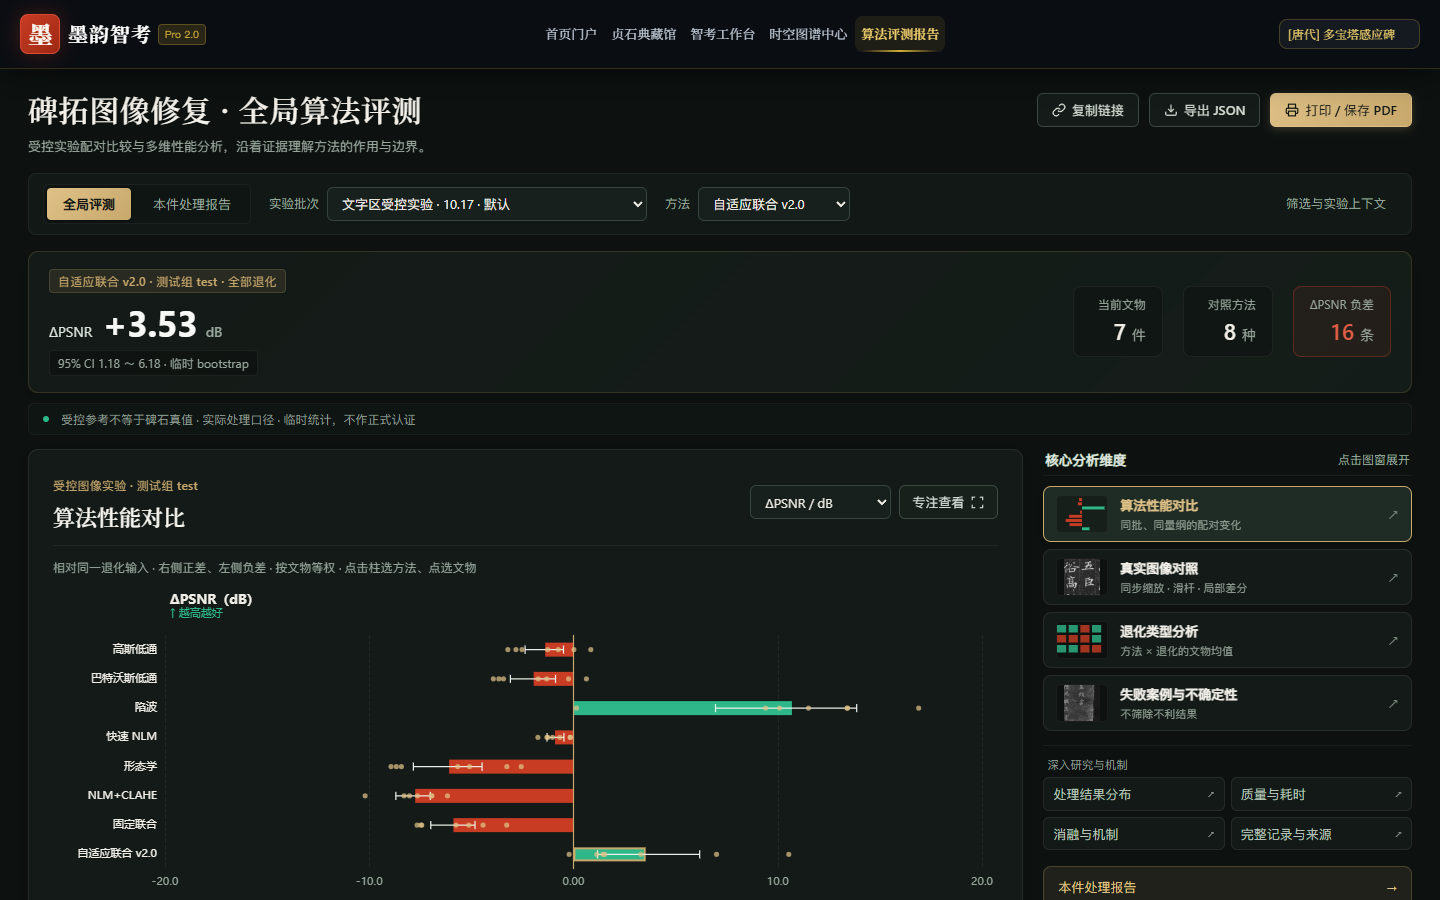 墨 墨韵智考 Pro 2.0
首页门户 贞石典藏馆 智考工作台 时空图谱中心 算法评测报告
[唐代] 多宝塔感应碑
碑拓图像修复 · 全局算法评测
复制链接 导出 JSON 打印 / 保存 PDF
受控实验配对比较与多维性能分析，沿着证据理解方法的作用与边界。
全局评测 本件处理报告 实验批次 文字区受控实验 · 10.17 · 默认 方法 自适应联合 v2.0 筛选与实验上下文
自适应联合 v2.0 · 测试组 test · 全部退化
ΔPSNR +3.53 dB
95% CI 1.18 ～ 6.18 · 临时 bootstrap
当前文物
7 件
对照方法
8 种
ΔPSNR 负差
16 条
受控参考不等于碑石真值 · 实际处理口径 · 临时统计，不作正式认证
受控图像实验 · 测试组 test
算法性能对比
ΔPSNR / dB 专注查看
相对同一退化输入 · 右侧正差、左侧负差 · 按文物等权 · 点击柱选方法、点选文物
ΔPSNR (dB)
↑ 越高越好
高斯低通
巴特沃斯低通
陷波
快速 NLM
形态学
NLM+CLAHE
固定联合
自适应联合 v2.0
-20.0 -10.0 0.00 10.0 20.0
核心分析维度 点击图窗展开
算法性能对比
同批、同量纲的配对变化
↗
真实图像对照
同步缩放 · 滑杆 · 局部差分
↗
退化类型分析
方法 × 退化的文物均值
↗
失败案例与不确定性
不筛除不利结果
↗
深入研究与机制
处理结果分布 ↗ 质量与耗时 ↗
消融与机制 ↗ 完整记录与来源 ↗
本件处理报告 →